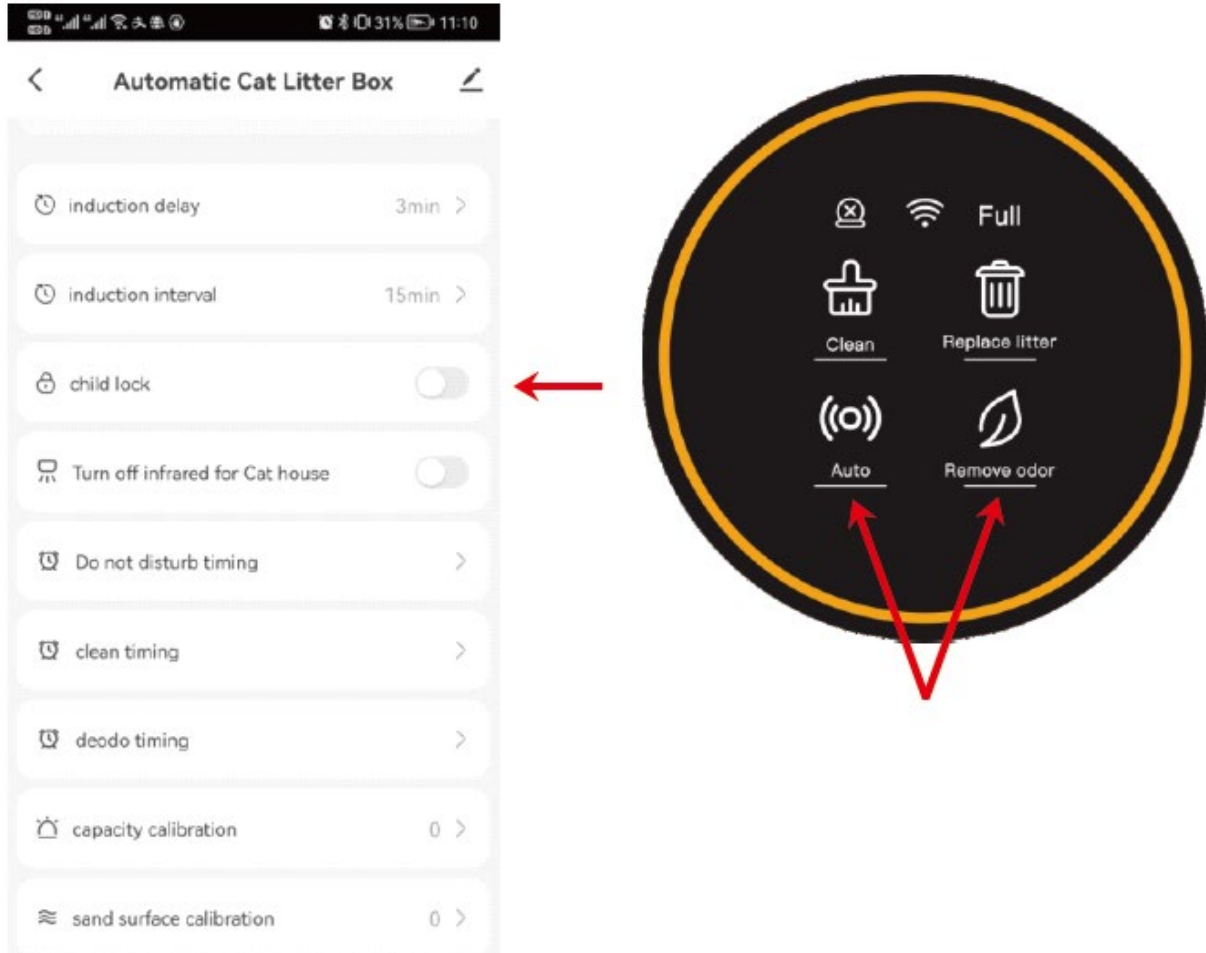 31% 11:10
Automatic Cat Litter Box
induction delay 3min
induction interval 15min
child lock
Turn off infrared for Cat house
Do not disturb timing
clean timing
deodo timing
capacity calibration 0
sand surface calibration 0
Full
Clean Replace litter
Auto Remove odor